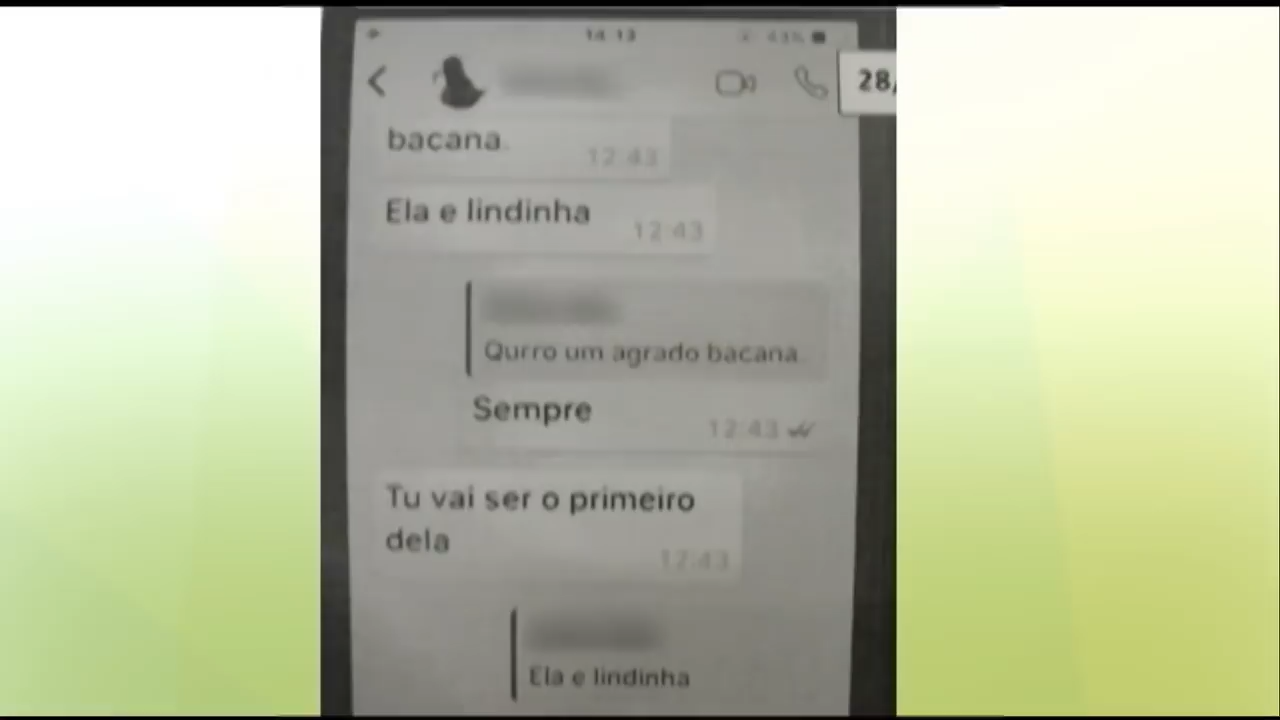 14 13
43%
28,
bacana.
12:43
Ela e lindinha
12:43
Qurro um agrado bacana.
Sempre
12:43
Tu vai ser o primeiro
dela
12:43
Ela e lindinha